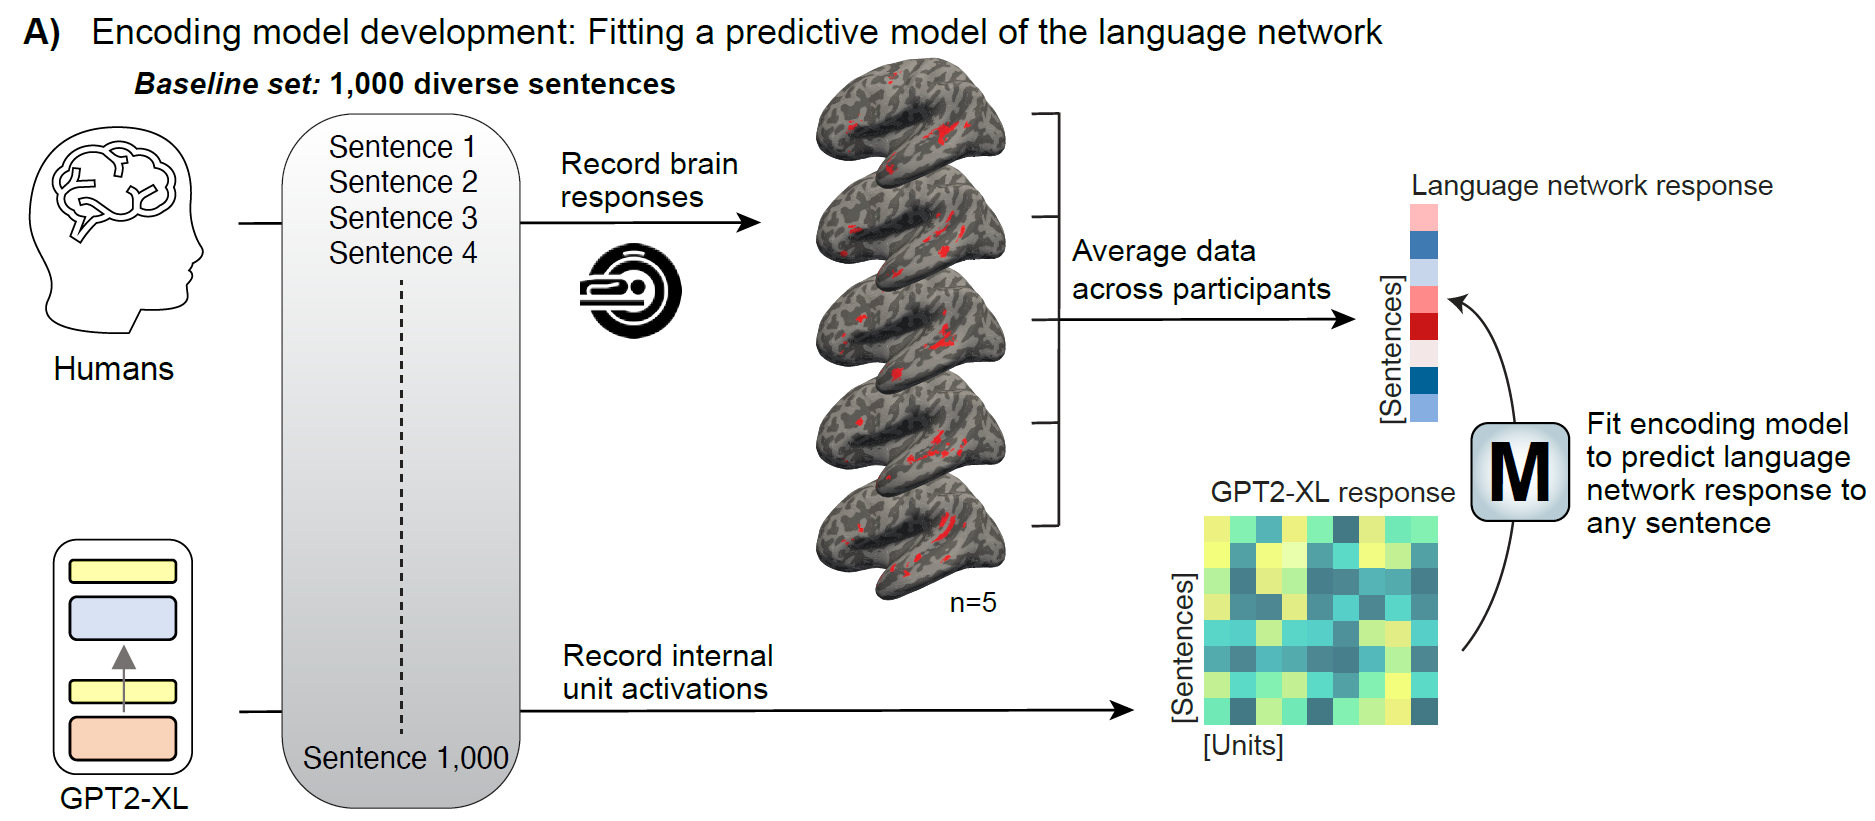 A) Encoding model development: Fitting a predictive model of the language network
Baseline set: 1,000 diverse sentences
Sentence 1
Sentence 2
Sentence 3
Sentence 4
Sentence 1,000
Humans
GPT2-XL
Record brain
responses
n=5
Average data
across participants
Language network response
[Sentences]
Record internal
unit activations
GPT2-XL response
[Sentences]
[Units]
M
Fit encoding model
to predict language
network response to
any sentence